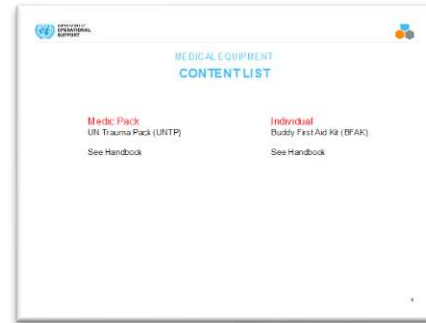 OPERATIONAL
SUPPORT
MEDICAL EQUIPMENT
CONTENT LIST
Medic Pack
UN Trauma Pack (UNTP)
See Handbook
Individual
Buddy First Aid Kit (BFAK)
See Handbook